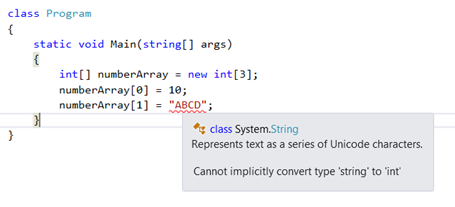 class Program
{
    static void Main(string[] args)
    {
        int[] numberArray = new int[3];
        numberArray[0] = 10;
        numberArray[1] = "ABCD";
    }
}
class System.String
Represents text as a series of Unicode characters.
Cannot implicitly convert type 'string' to 'int'